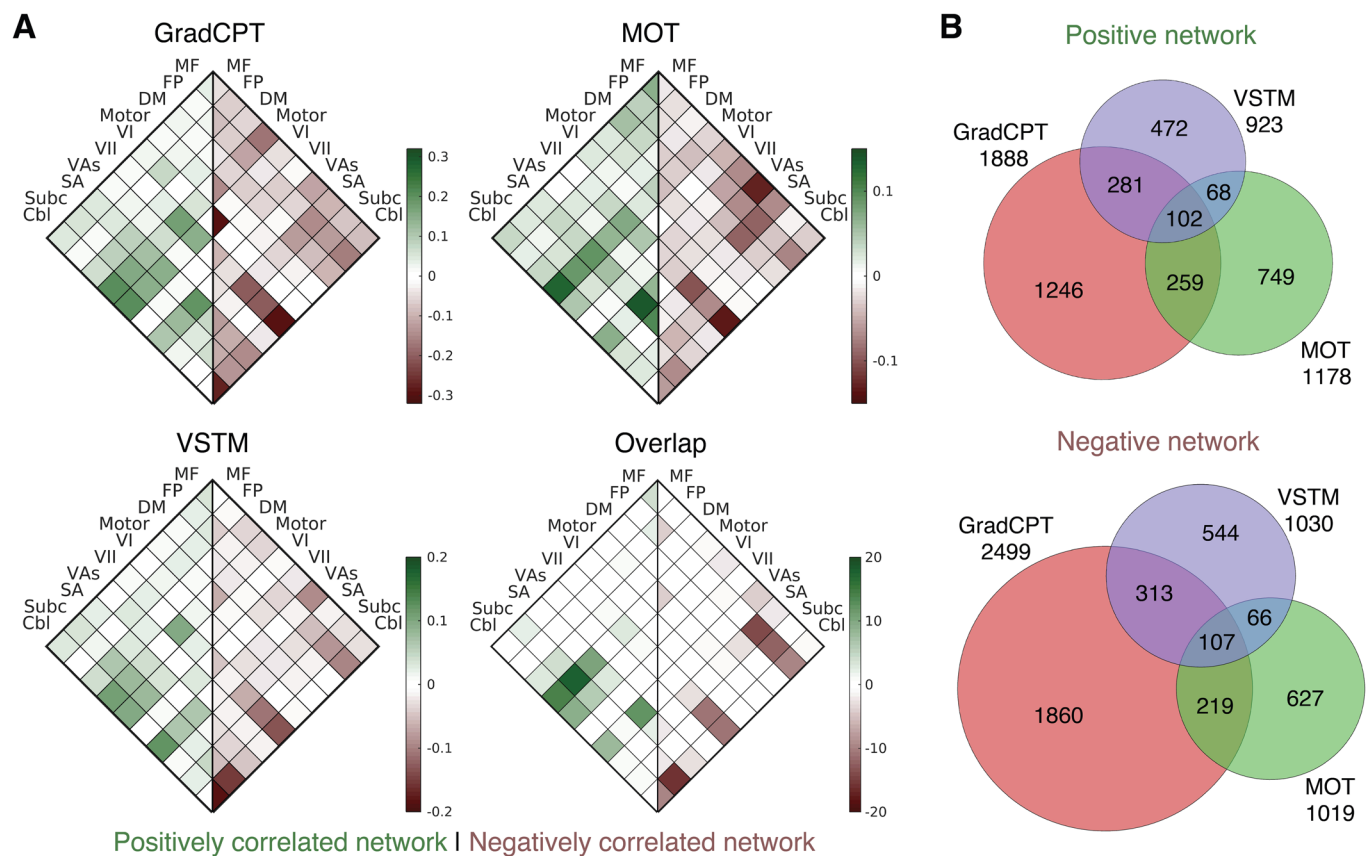 A
GradCPT
MF MF
FP FP
DM DM
Motor Motor
VI VI
VII VII
VAs VAs
SA SA
Subc Subc
Cbl Cbl
0.3
0.2
0.1
0
-0.1
-0.2
-0.3
MOT
MF MF
FP FP
DM DM
Motor Motor
VI VI
VII VII
VAs VAs
SA SA
Subc Subc
Cbl Cbl
0.1
0
-0.1
VSTM
MF MF
FP FP
DM DM
Motor Motor
VI VI
VII VII
VAs VAs
SA SA
Subc Subc
Cbl Cbl
0.2
0.1
0
-0.1
-0.2
Overlap
MF MF
FP FP
DM DM
Motor Motor
VI VI
VII VII
VAs VAs
SA SA
Subc Subc
Cbl Cbl
20
10
0
-10
-20
Positively correlated network | Negatively correlated network
B
Positive network
VSTM
923
GradCPT
1888
472
281
68
102
1246
259
749
MOT
1178
Negative network
VSTM
1030
GradCPT
2499
544
313
66
107
1860
219
627
MOT
1019